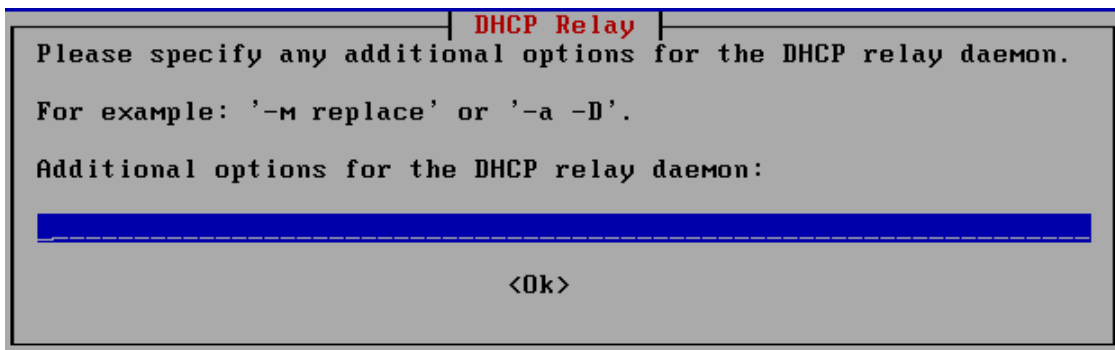 DHCP Relay
Please specify any additional options for the DHCP relay daemon.
For example: '-m replace' or '-a -D'.
Additional options for the DHCP relay daemon:
<Ok>